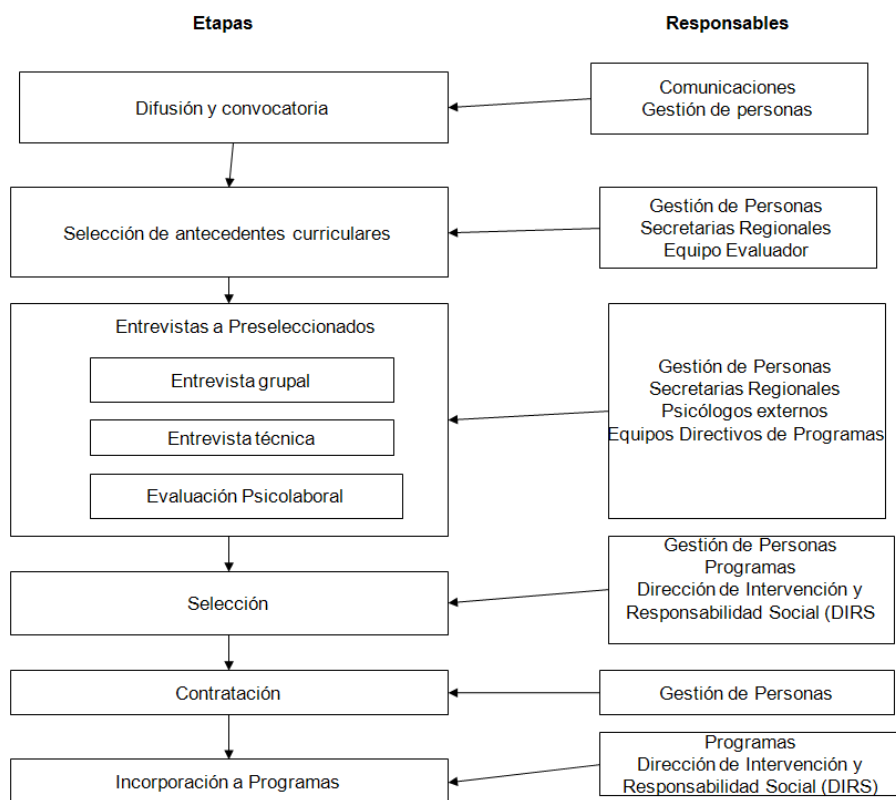 Etapas
Responsables
Difusión y convocatoria
Comunicaciones
Gestión de personas
Selección de antecedentes curriculares
Gestión de Personas
Secretarias Regionales
Equipo Evaluador
Entrevistas a Preseleccionados
Entrevista grupal
Entrevista técnica
Evaluación Psicolaboral
Gestión de Personas
Secretarias Regionales
Psicólogos externos
Equipos Directivos de Programas
Selección
Gestión de Personas
Programas
Dirección de Intervención y
Responsabilidad Social (DIRS
Contratación
Gestión de Personas
Incorporación a Programas
Programas
Dirección de Intervención y
Responsabilidad Social (DIRS)